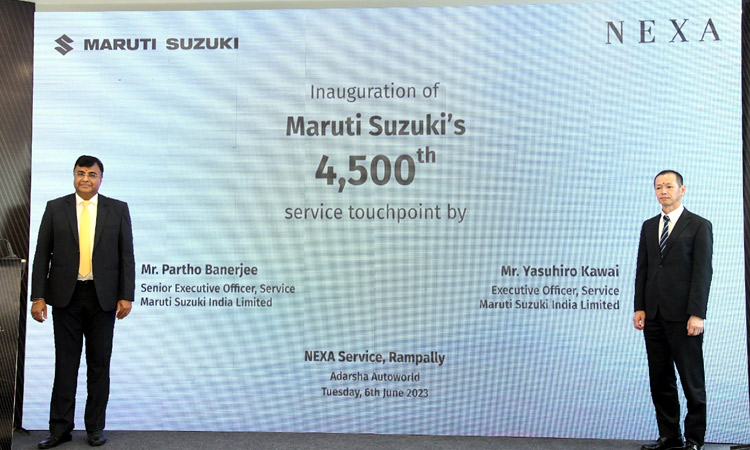 MARUTI SUZUKI
NEXA
Inauguration of
Maruti Suzuki's
4,500th
service touchpoint by
Mr. Partho Banerjee
Senior Executive Officer, Service
Maruti Suzuki India Limited
Mr. Yasuhiro Kawai
Executive Officer, Service
Maruti Suzuki India Limited
NEXA Service, Rampally
Adarsha Autoworld
Tuesday, 6th June 2023